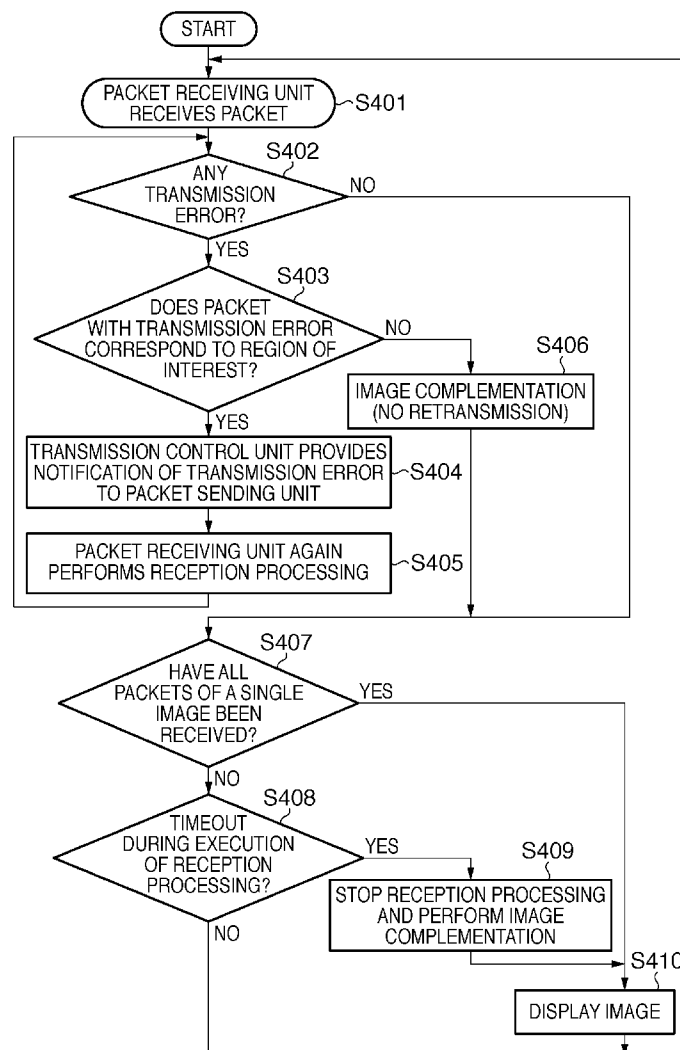 START
PACKET RECEIVING UNIT
RECEIVES PACKET
S401
S402
ANY
TRANSMISSION
ERROR?
NO
YES
S403
DOES PACKET
WITH TRANSMISSION ERROR
CORRESPOND TO REGION OF
INTEREST?
NO
YES
S406
IMAGE COMPLEMENTATION
(NO RETRANSMISSION)
TRANSMISSION CONTROL UNIT PROVIDES
NOTIFICATION OF TRANSMISSION ERROR
TO PACKET SENDING UNIT
S404
PACKET RECEIVING UNIT AGAIN
PERFORMS RECEPTION PROCESSING
S405
S407
HAVE ALL
PACKETS OF A SINGLE
IMAGE BEEN
RECEIVED?
YES
NO
S408
TIMEOUT
DURING EXECUTION
OF RECEPTION
PROCESSING?
YES
NO
S409
STOP RECEPTION PROCESSING
AND PERFORM IMAGE
COMPLEMENTATION
S410
DISPLAY IMAGE